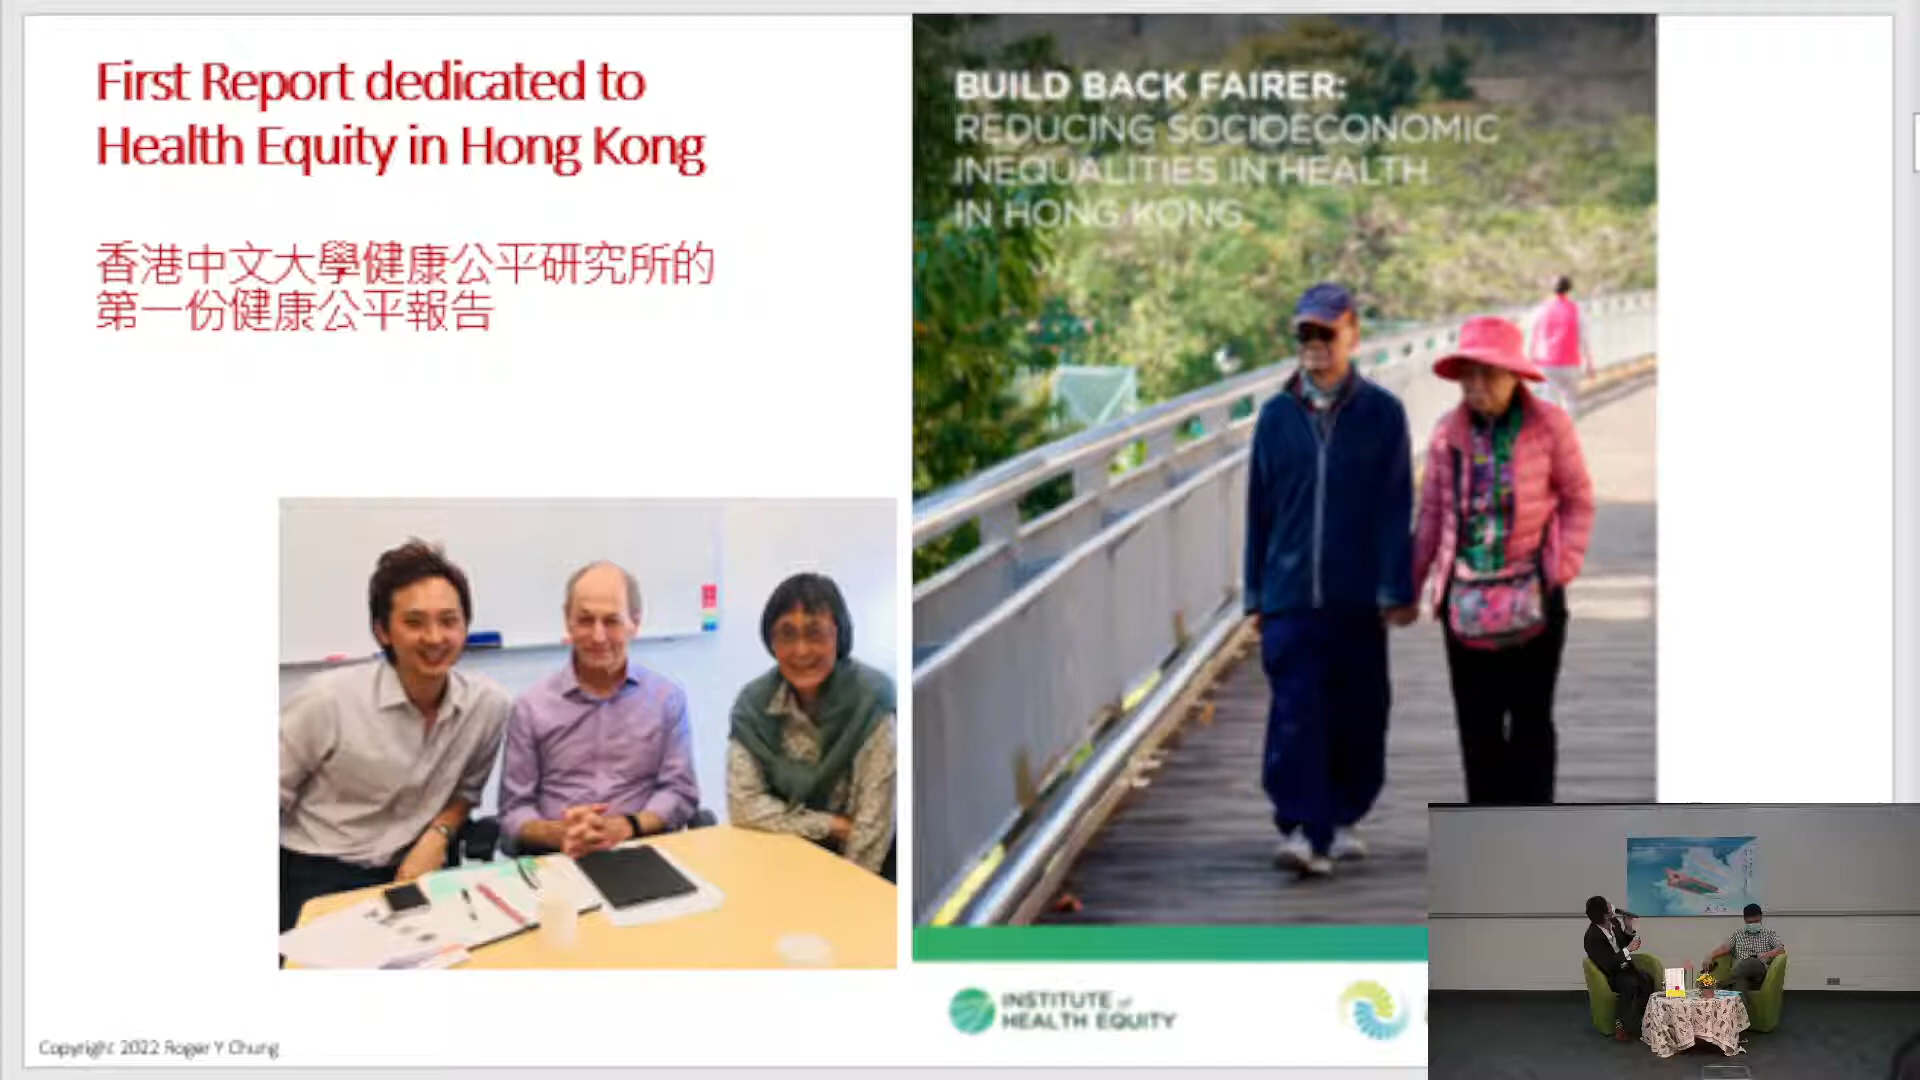 First Report dedicated to
Health Equity in Hong Kong
香港中文大學健康公平研究所的
第一份健康公平報告
BUILD BACK FAIRER:
REDUCING SOCIOECONOMIC
INEQUALITIES IN HEALTH
IN HONG KONG
INSTITUTE of
HEALTH EQUITY
Copyright 2022 Roger Y Chung